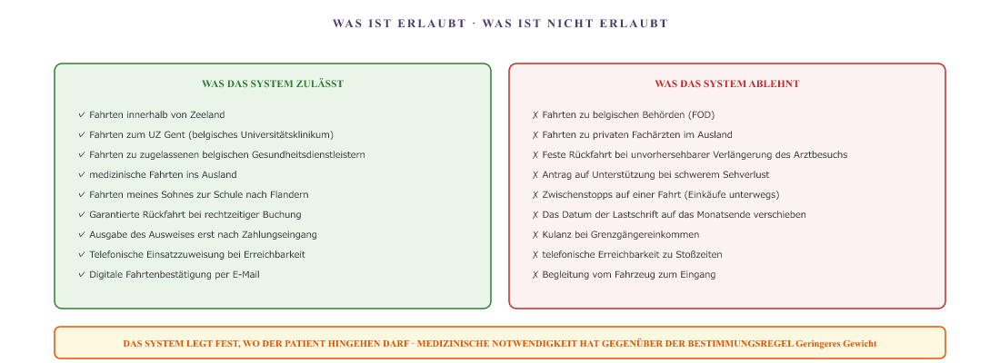 WAS IST ERLAUBT · WAS IST NICHT ERLAUBT
WAS DAS SYSTEM ZULÄSST
✓ Fahrten innerhalb von Zeeland
✓ Fahrten zum UZ Gent (belgisches Universitätsklinikum)
✓ Fahrten zu zugelassenen belgischen Gesundheitsdienstleistern
✓ medizinische Fahrten ins Ausland
✓ Fahrten meines Sohnes zur Schule nach Flandern
✓ Garantierte Rückfahrt bei rechtzeitiger Buchung
✓ Ausgabe des Ausweises erst nach Zahlungseingang
✓ Telefonische Einsatzzuweisung bei Erreichbarkeit
✓ Digitale Fahrtenbestätigung per E-Mail
WAS DAS SYSTEM ABLEHNT
✗ Fahrten zu belgischen Behörden (FOD)
✗ Fahrten zu privaten Fachärzten im Ausland
✗ Feste Rückfahrt bei unvorhersehbarer Verlängerung des Arztbesuchs
✗ Antrag auf Unterstützung bei schwerem Sehverlust
✗ Zwischenstopps auf einer Fahrt (Einkäufe unterwegs)
✗ Das Datum der Lastschrift auf das Monatsende verschieben
✗ Kulanz bei Grenzgängereinkommen
✗ telefonische Erreichbarkeit zu Stoßzeiten
✗ Begleitung vom Fahrzeug zum Eingang
DAS SYSTEM LEGT FEST, WO DER PATIENT HINGEHEN DARF · MEDIZINISCHE NOTWENDIGKEIT HAT GEGENÜBER DER BESTIMMUNGSREGEL Geringeres Gewicht